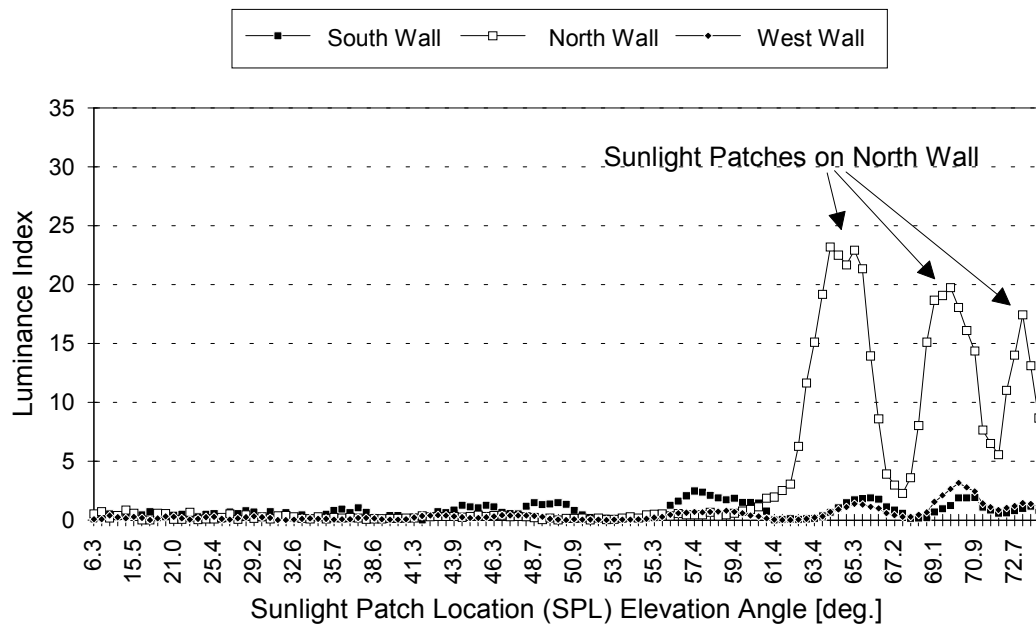 South Wall North Wall West Wall
35
30
25
20
15
10
5
0
Luminance Index
Sunlight Patches on North Wall
6.3 15.5 21.0 25.4 29.2 32.6 35.7 38.6 41.3 43.9 46.3 48.7 50.9 53.1 55.3 57.4 59.4 61.4 63.4 65.3 67.2 69.1 70.9 72.7
Sunlight Patch Location (SPL) Elevation Angle [deg.]